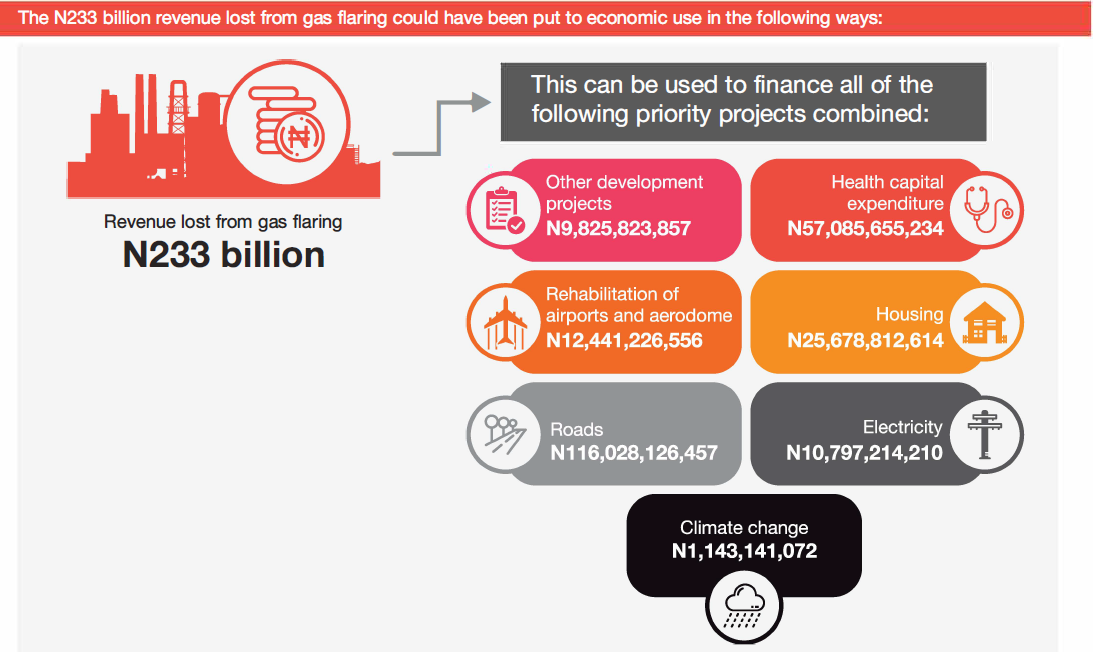 The N233 billion revenue lost from gas flaring could have been put to economic use in the following ways:
₦
Revenue lost from gas flaring
N233 billion
This can be used to finance all of the
following priority projects combined:
Other development
projects
N9,825,823,857
Health capital
expenditure
N57,085,655,234
Rehabilitation of
airports and aerodome
N12,441,226,556
Housing
N25,678,812,614
Roads
N116,028,126,457
Electricity
N10,797,214,210
Climate change
N1,143,141,072